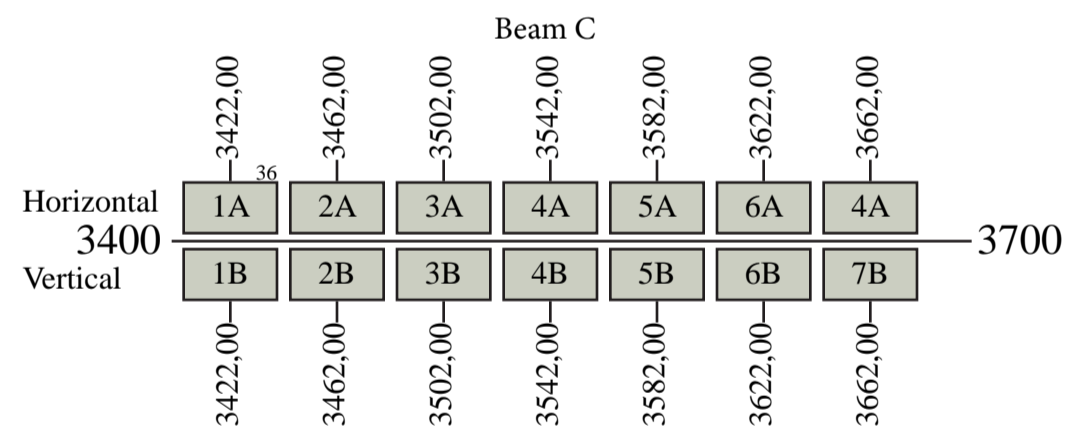 Beam C
3422,00 3462,00 3502,00 3542,00 3582,00 3622,00 3662,00
36
Horizontal 1A 2A 3A 4A 5A 6A 4A
3400 3700
Vertical 1B 2B 3B 4B 5B 6B 7B
3422,00 3462,00 3502,00 3542,00 3582,00 3622,00 3662,00